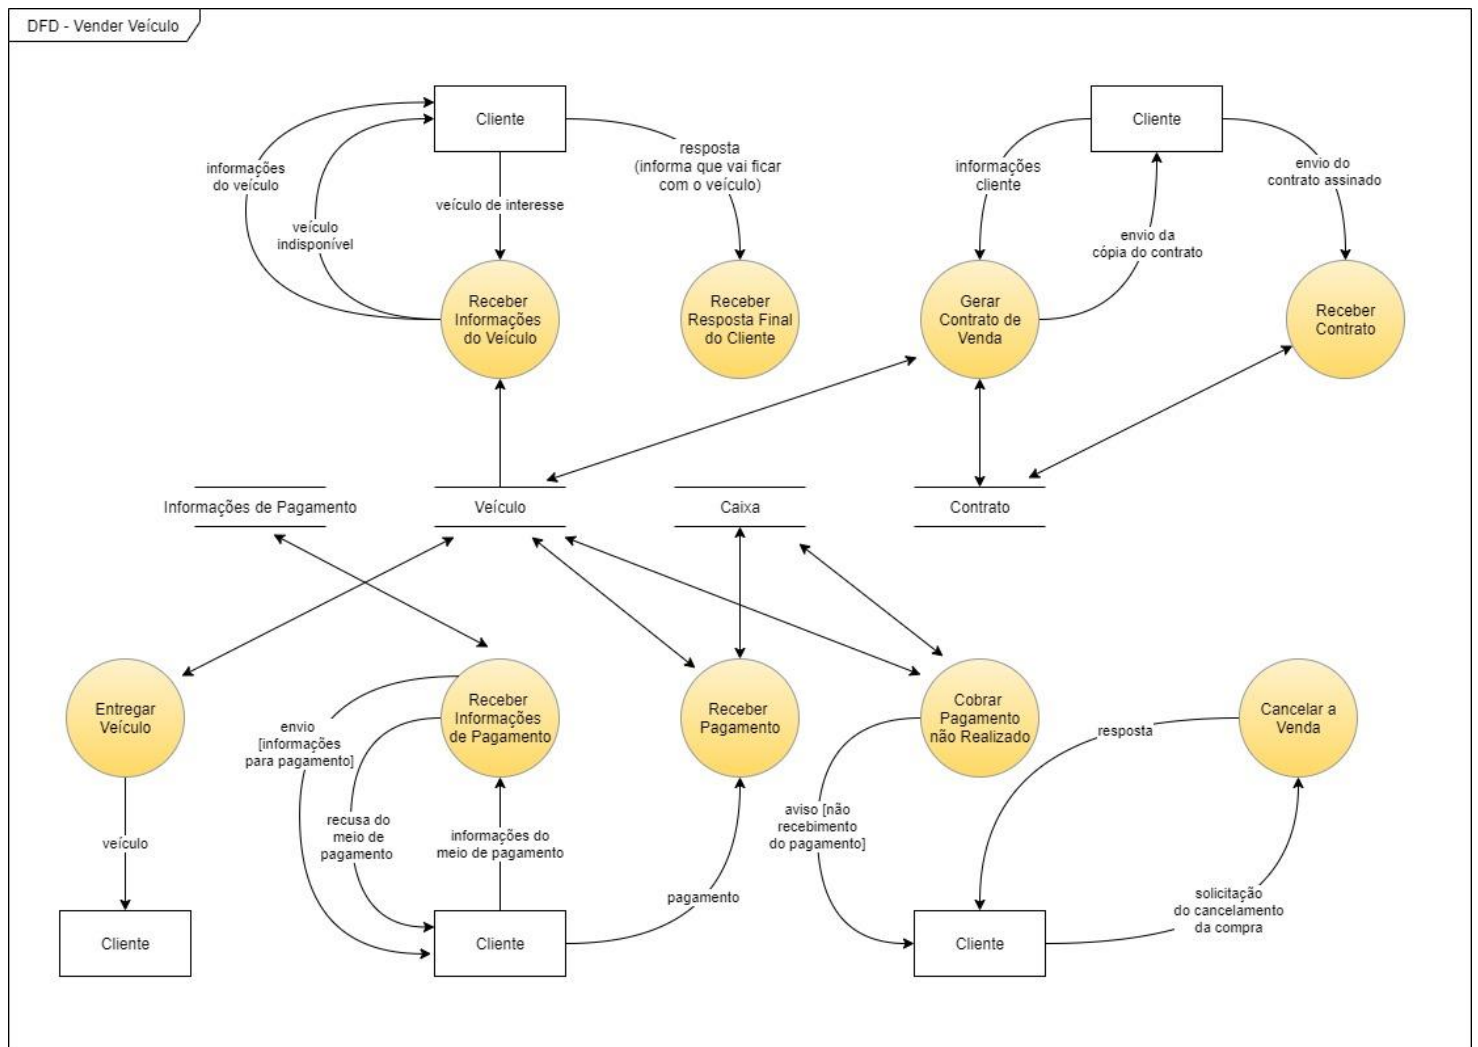 DFD - Vender Veículo
Cliente
Cliente
informações
do veículo
veículo
indisponível
veículo de interesse
resposta
(informa que vai ficar
com o veículo)
informações
cliente
envio da
cópia do contrato
envio do
contrato assinado
Receber
Informações
do Veículo
Receber
Resposta Final
do Cliente
Gerar
Contrato de
Venda
Receber
Contrato
Informações de Pagamento
Veículo
Caixa
Contrato
Entregar
Veículo
Receber
Informações
de Pagamento
Receber
Pagamento
Cobrar
Pagamento
não Realizado
Cancelar a
Venda
veículo
envio
[informações
para pagamento]
recusa do
meio de
pagamento
informações do
meio de pagamento
pagamento
aviso [não
recebimento
do pagamento]
resposta
solicitação
do cancelamento
da compra
Cliente
Cliente
Cliente